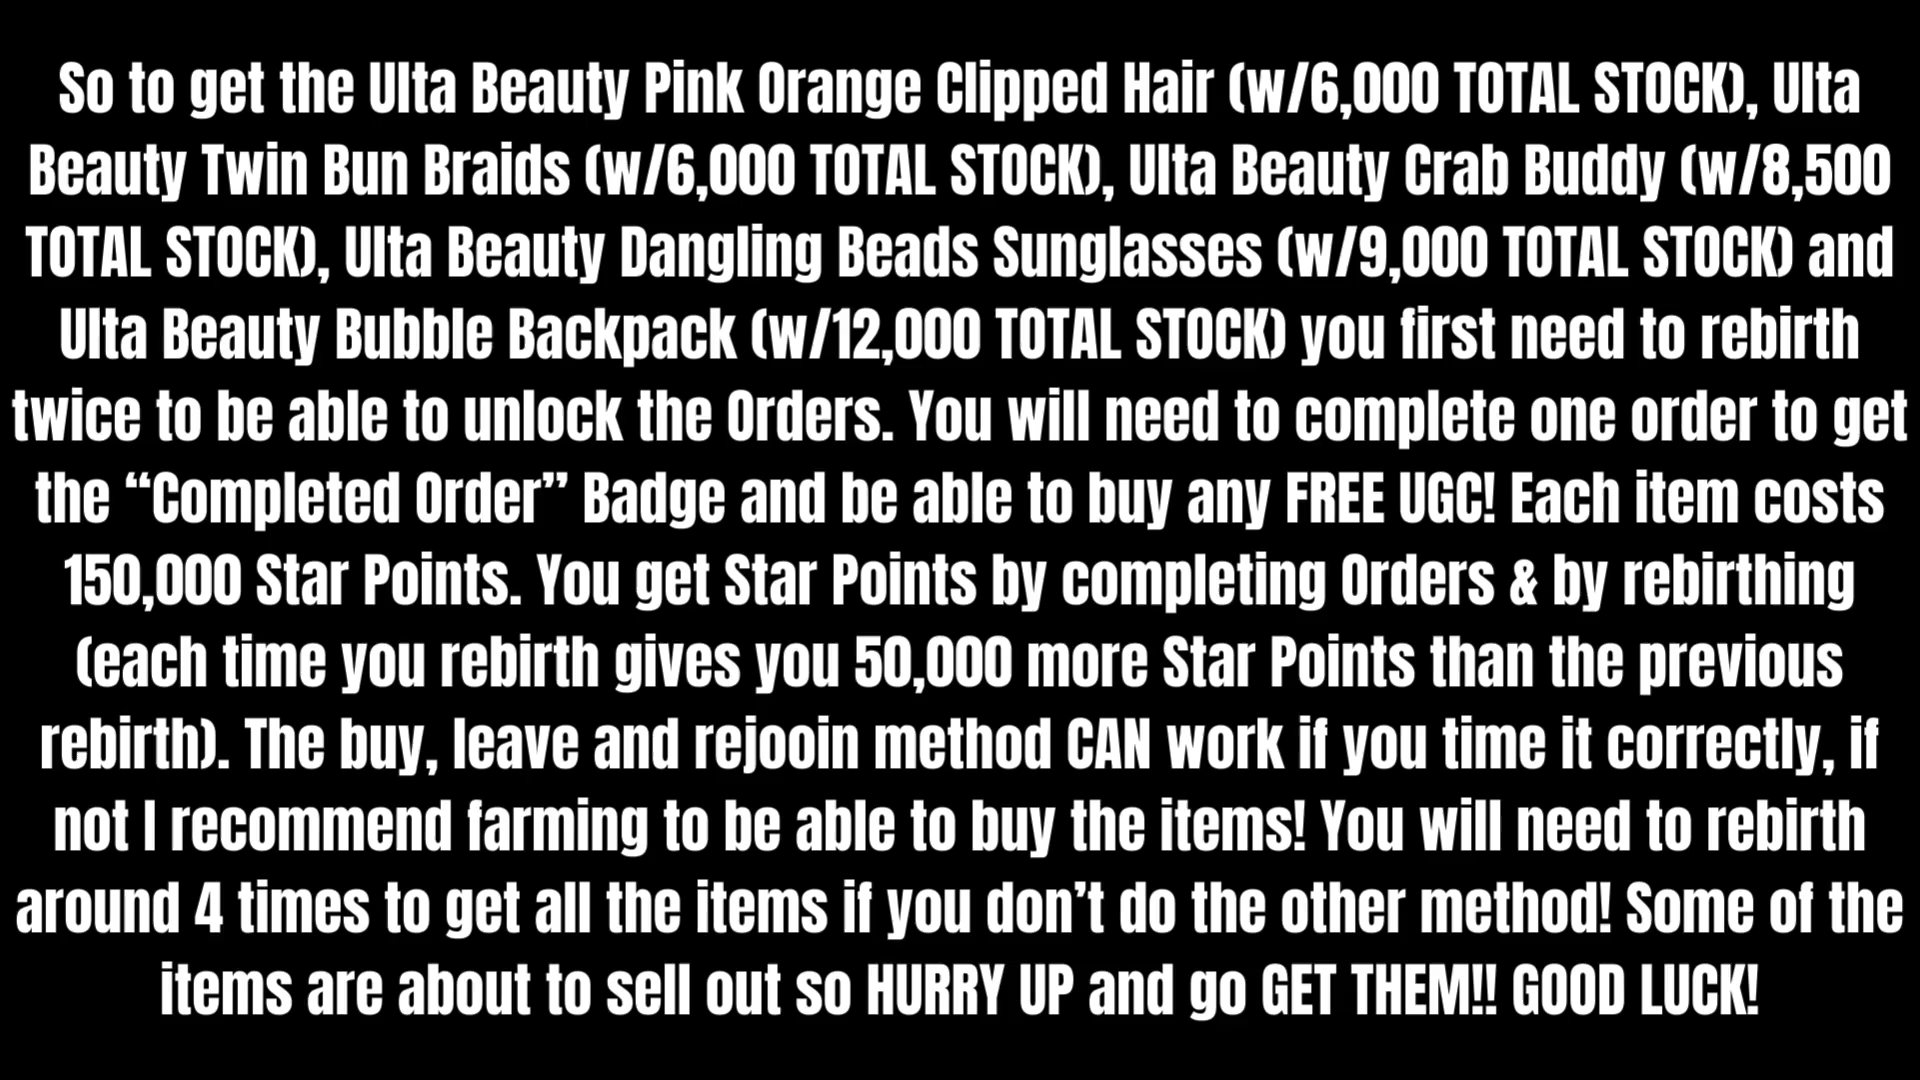 So to get the Ulta Beauty Pink Orange Clipped Hair (w/6,000 TOTAL STOCK), Ulta
Beauty Twin Bun Braids (w/6,000 TOTAL STOCK), Ulta Beauty Crab Buddy (w/8,500
TOTAL STOCK), Ulta Beauty Dangling Beads Sunglasses (w/9,000 TOTAL STOCK) and
Ulta Beauty Bubble Backpack (w/12,000 TOTAL STOCK) you first need to rebirth
twice to be able to unlock the Orders. You will need to complete one order to get
the “Completed Order” Badge and be able to buy any FREE UGC! Each item costs
150,000 Star Points. You get Star Points by completing Orders & by rebirthing
(each time you rebirth gives you 50,000 more Star Points than the previous
rebirth). The buy, leave and rejooin method CAN work if you time it correctly, if
not I recommend farming to be able to buy the items! You will need to rebirth
around 4 times to get all the items if you don’t do the other method! Some of the
items are about to sell out so HURRY UP and go GET THEM!! GOOD LUCK!